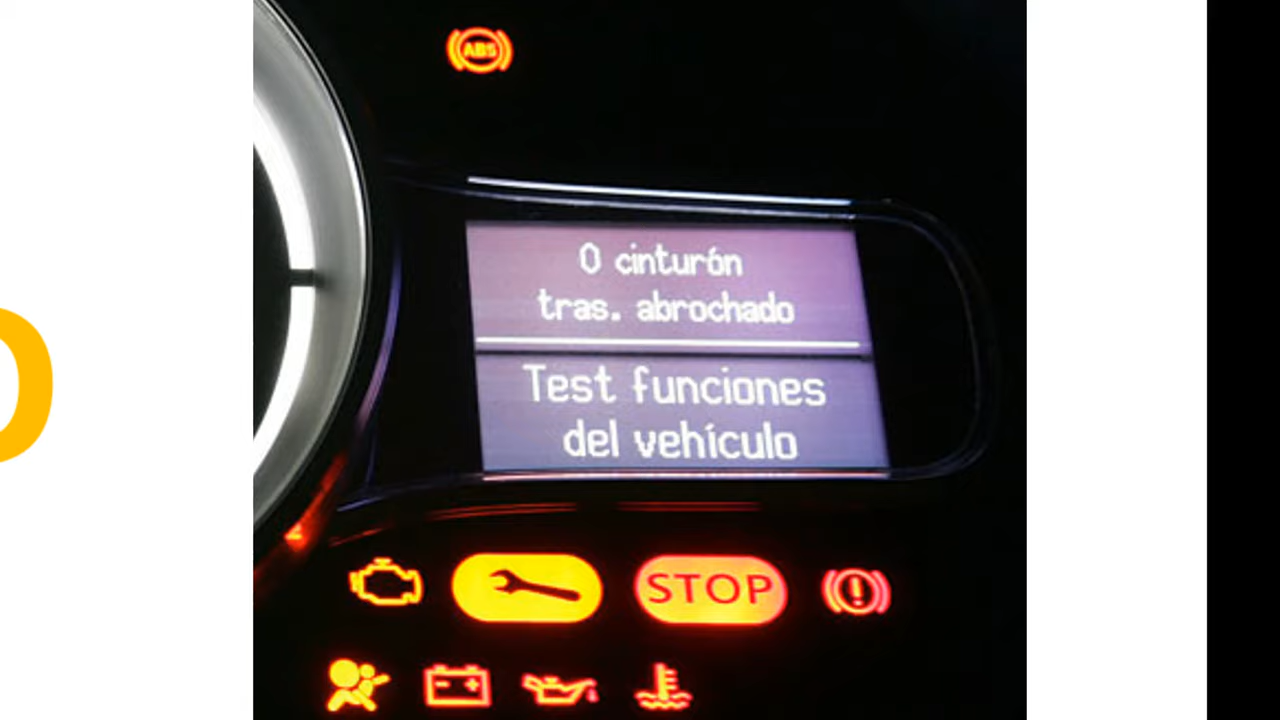 ABS
0 cinturón
tras. abrochado
Test funciones
del vehículo
STOP